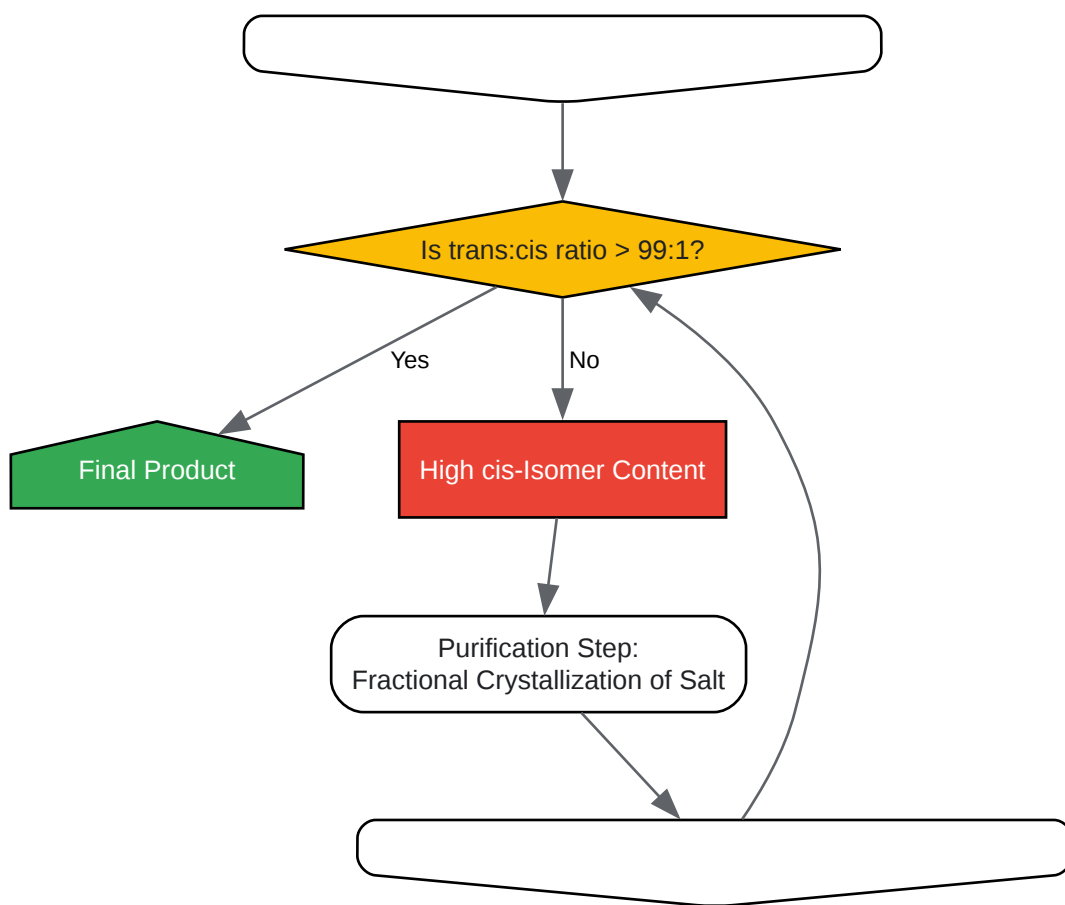 Is trans:cis ratio > 99:1?
Yes
No
Final Product
High cis-Isomer Content
Purification Step:
Fractional Crystallization of Salt